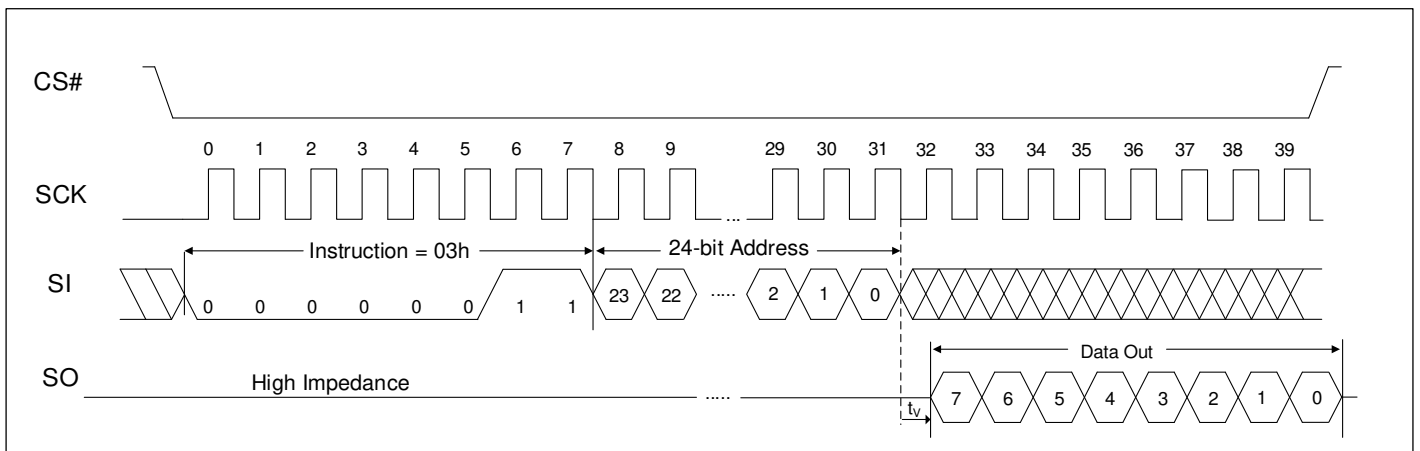 CS#
0 1 2 3 4 5 6 7 8 9 29 30 31 32 33 34 35 36 37 38 39
SCK
...
Instruction = 03h
24-bit Address
SI
0 0 0 0 0 0 1 1 23 22 ..... 2 1 0
Data Out
SO
High Impedance
.....
tV
7 6 5 4 3 2 1 0